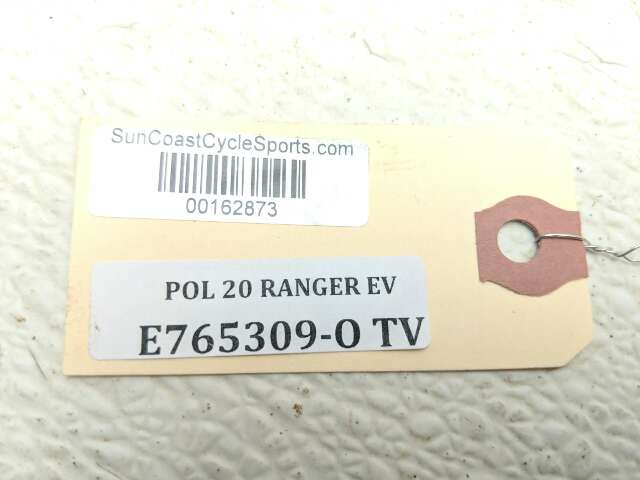 SunCoastCycleSports.com
00162873
POL 20 RANGER EV
E765309-O TV